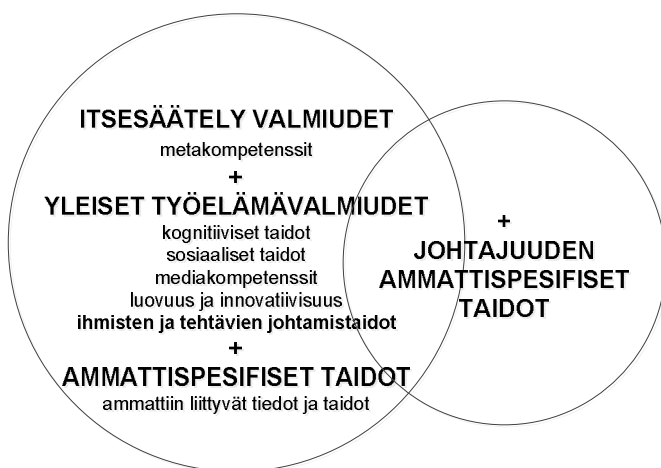 ITSESÄÄTELY VALMIUDET
metakompetenssit
+
YLEISET TYÖELÄMÄVALMIUDET
kognitiiviset taidot
sosiaaliset taidot
mediakompetenssit
luovuus ja innovatiivisuus
ihmisten ja tehtävien johtamistaidot
+
AMMATTISPESIFISET TAIDOT
ammattiin liittyvät tiedot ja taidot
+
JOHTAJUUDEN
AMMATTISPESIFISET
TAIDOT